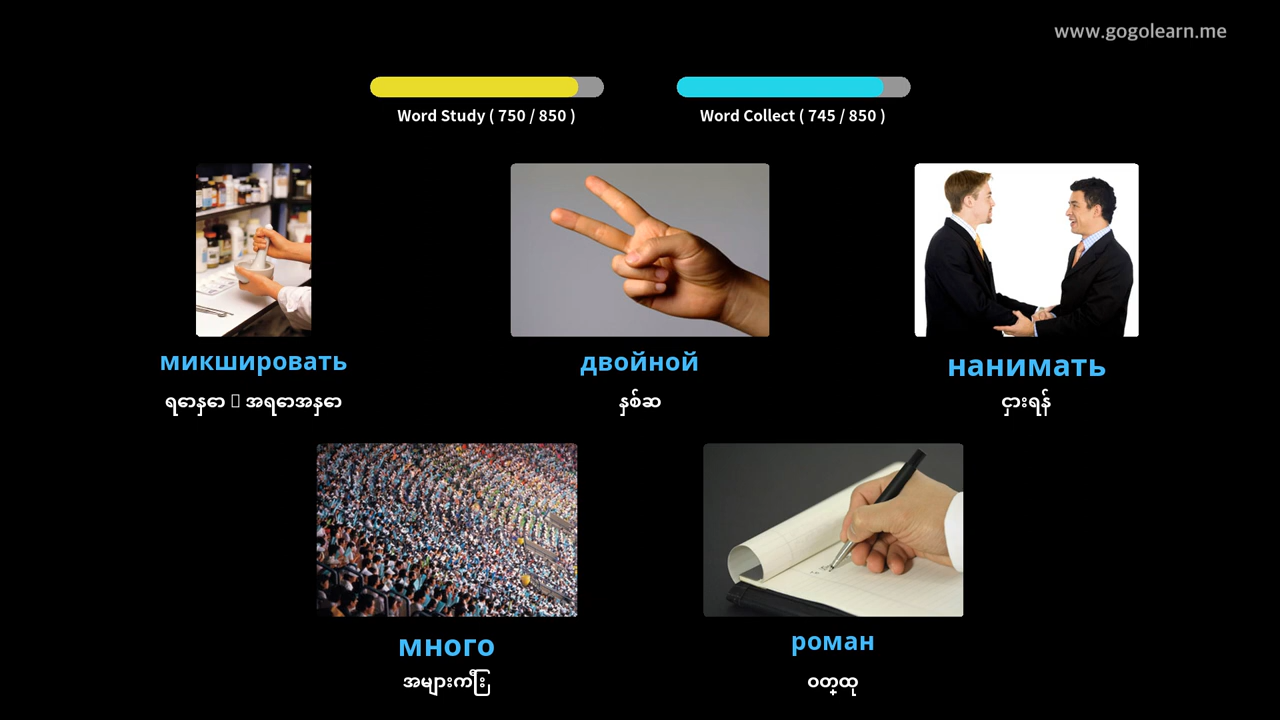 www.gogolearn.me
Word Study ( 750 / 850 )
Word Collect ( 745 / 850 )
микшировать
ရောနှော ၊ အရောအနှော
двойной
နှစ်ဆ
нанимать
ငှားရန်
много
အများကြီး
роман
ဝတ္ထု